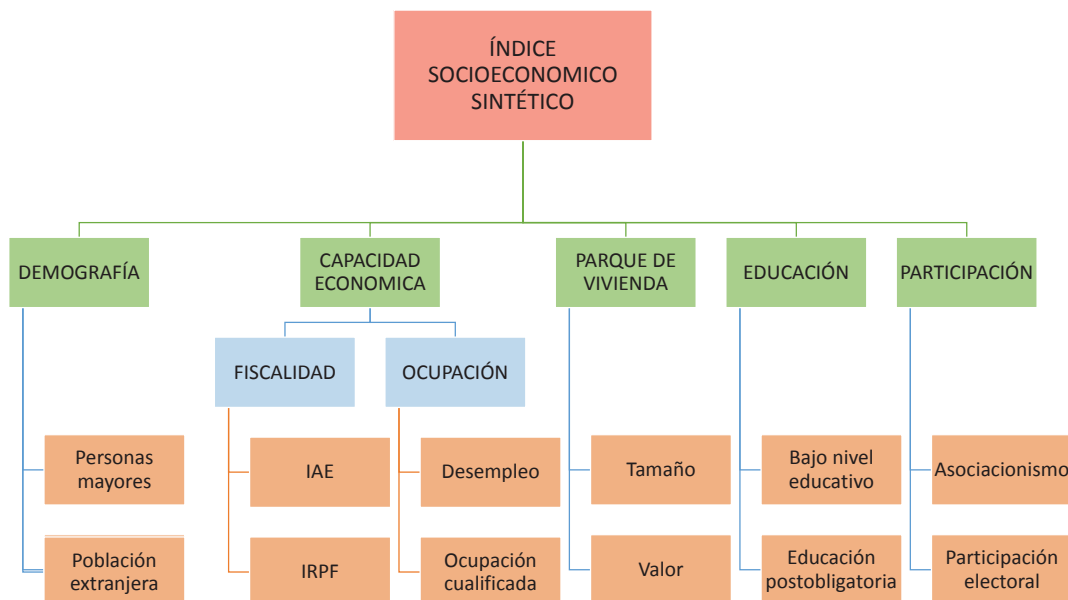 ÍNDICE
SOCIOECONOMICO
SINTÉTICO
DEMOGRAFÍA
CAPACIDAD
ECONOMICA
PARQUE DE
VIVIENDA
EDUCACIÓN
PARTICIPACIÓN
FISCALIDAD
OCUPACIÓN
Personas
mayores
IAE
Desempleo
Tamaño
Bajo nivel
educativo
Asociacionismo
Población
extranjera
IRPF
Ocupación
cualificada
Valor
Educación
postobligatoria
Participación
electoral